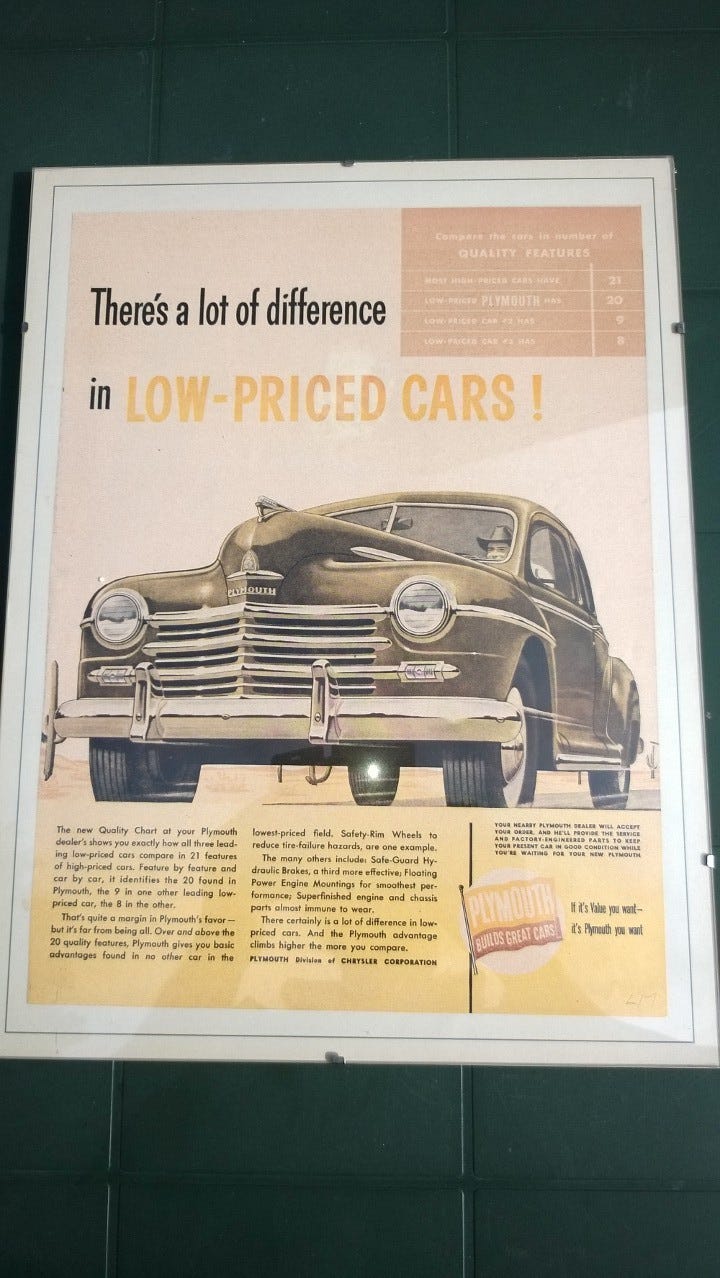 There's a lot of difference
in LOW-PRICED CARS !
Compare the cars in number of
QUALITY FEATURES
MOST HIGH-PRICED CARS HAVE 21
LOW-PRICED PLYMOUTH HAS 20
LOW-PRICED CAR #2 HAS 9
LOW-PRICED CAR #3 HAS 8
PLYMOUTH
The new Quality Chart at your Plymouth
dealer's shows you exactly how all three lead-
ing low-priced cars compare in 21 features
of high-priced cars. Feature by feature and
car by car, it identifies the 20 found in
Plymouth, the 9 in one other leading low-
priced car, the 8 in the other.
That's quite a margin in Plymouth's favor—
but it's far from being all. Over and above the
20 quality features, Plymouth gives you basic
advantages found in no other car in the
lowest-priced field. Safety-Rim Wheels to
reduce tire-failure hazards, are one example.
The many others include: Safe-Guard Hy-
draulic Brakes, a third more effective; Floating
Power Engine Mountings for smoothest per-
formance; Superfinished engine and chassis
parts almost immune to wear.
There certainly is a lot of difference in low-
priced cars. And the Plymouth advantage
climbs higher the more you compare.
PLYMOUTH Division of CHRYSLER CORPORATION
YOUR NEARBY PLYMOUTH DEALER WILL ACCEPT
YOUR ORDER, AND HE'LL PROVIDE THE SERVICE
AND FACTORY-ENGINEERED PARTS TO KEEP
YOUR PRESENT CAR IN GOOD CONDITION WHILE
YOU'RE WAITING FOR YOUR NEW PLYMOUTH
PLYMOUTH
BUILDS GREAT CARS
If it's Value you want—
it's Plymouth you want